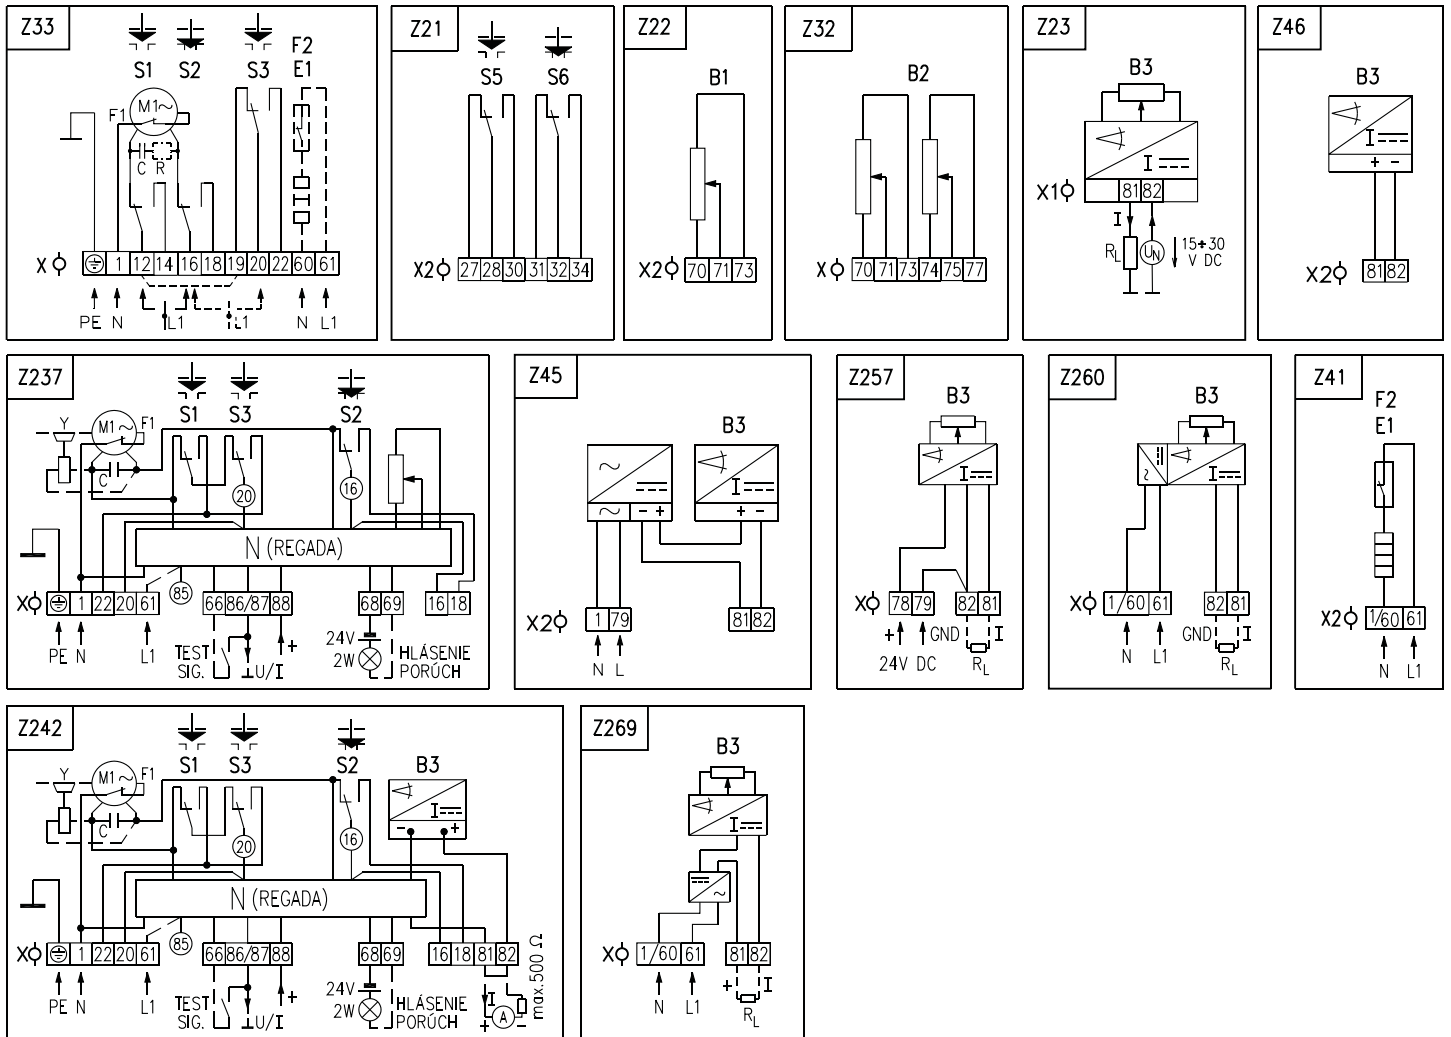 Z33
S1 S2 S3 F2 E1
F1 M1~
C R
X 1 12 14 16 18 19 20 22 60 61
PE N L1 L1 N L1
Z21
S5 S6
X2 27 28 30 31 32 34
Z22
B1
X2 70 71 73
Z32
B2
X 70 71 73 74 75 77
Z23
B3
I
X1 81 82
I
RL UN 15÷30 V DC
Z46
B3
I
+ -
X2 81 82
Z237
S1 S3 S2
Y M1~ F1
C 20 16
N (REGADA)
85
X 1 22 20 61 66 86/87 88 68 69 16 18
PE N L1
TEST SIG.
⊥U/I +
24V
2W
HLÁSENIE
PORÚCH
Z45
B3
~ I
~ - + + -
X2 1 79 81 82
N L
Z257
B3
I
X 78 79 82 81
+ GND I
24V DC RL
Z260
B3
~ I
X 1/60 61 82 81
N L1 GND I
RL
Z41
F2
E1
X2 1/60 61
N L1
Z242
S1 S3 S2 B3
Y M1~ F1
I
C 20 16 - +
N (REGADA)
85
X 1 22 20 61 66 86/87 88 68 69 16 18 81 82
PE N L1
TEST SIG.
⊥U/I +
24V
2W
HLÁSENIE
PORÚCH
I A + -
max.500 Ω
Z269
B3
I
~
X 1/60 61 81 82
N L1 + I
RL